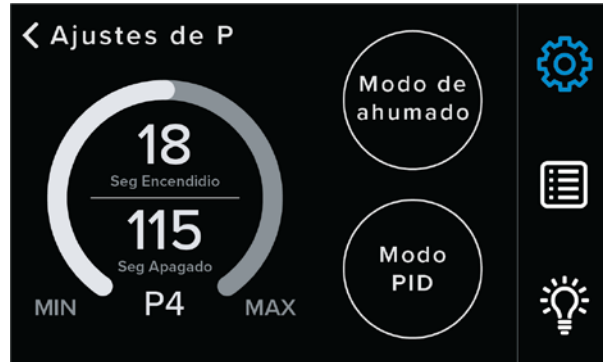 Ajustes de P
18
Seg Encendidio
115
Seg Apagado
MIN
P4
MAX
Modo de
ahumado
Modo
PID